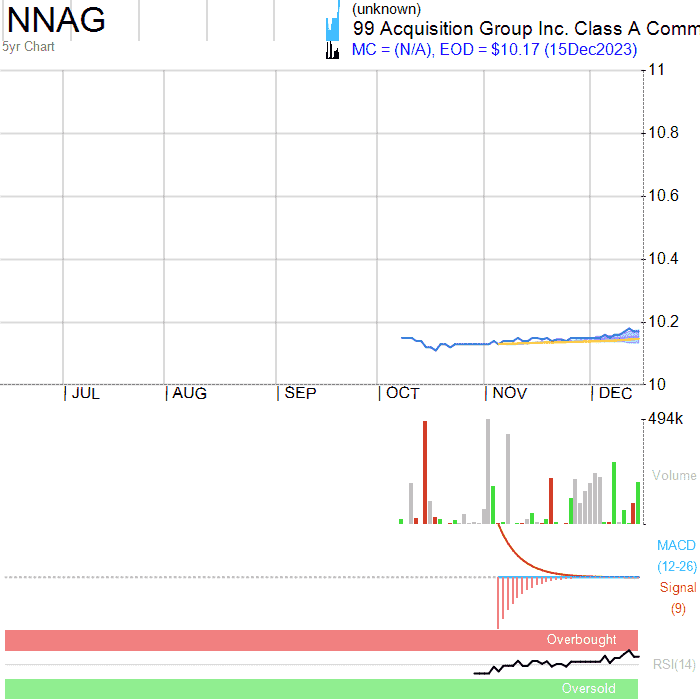 NNAG
(unknown)
99 Acquisition Group Inc. Class A Comm
5yr Chart
MC = (N/A), EOD = $10.17 (15Dec2023)
11
10.8
10.6
10.4
10.2
10
JUL AUG SEP OCT NOV DEC
494k
Volume
MACD
(12-26)
Signal
(9)
Overbought
RSI(14)
Oversold